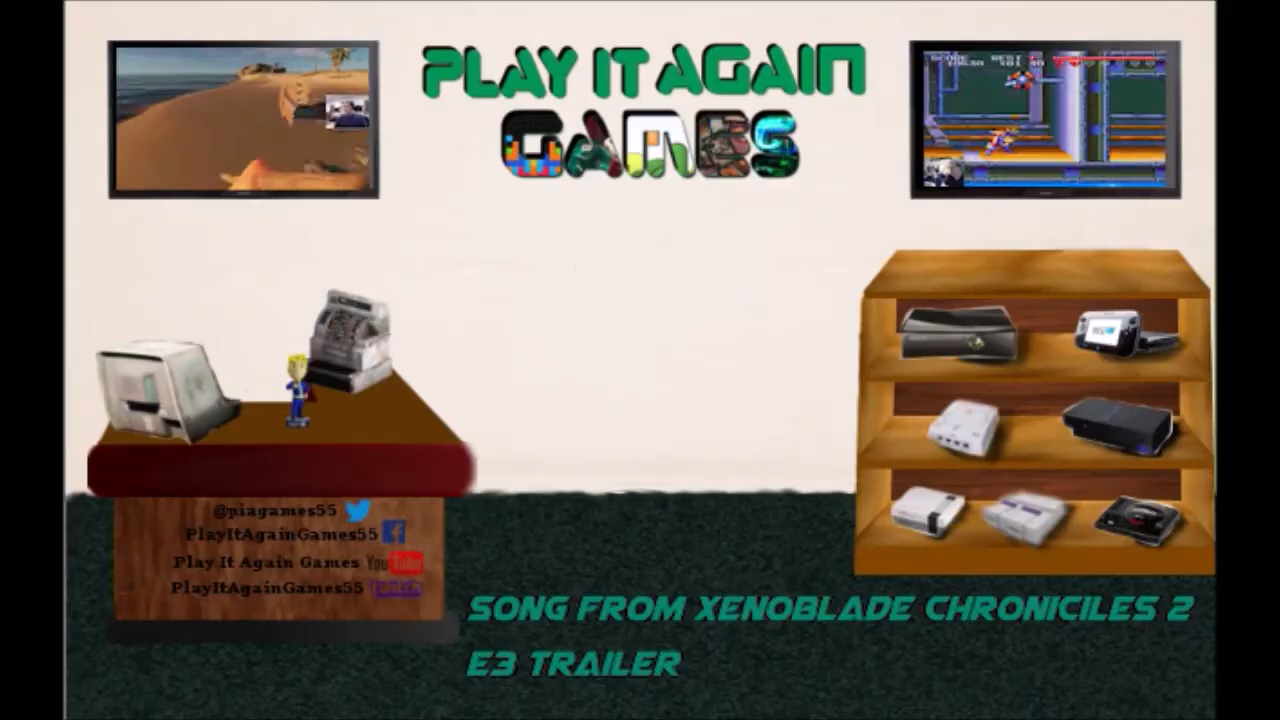 PLAY IT AGAIN
GAMES
@piagames55
PlayItAgainGames55
Play It Again Games YouTube
PlayItAgainGames55 twitch
SONG FROM XENOBLADE CHRONICILES 2
E3 TRAILER